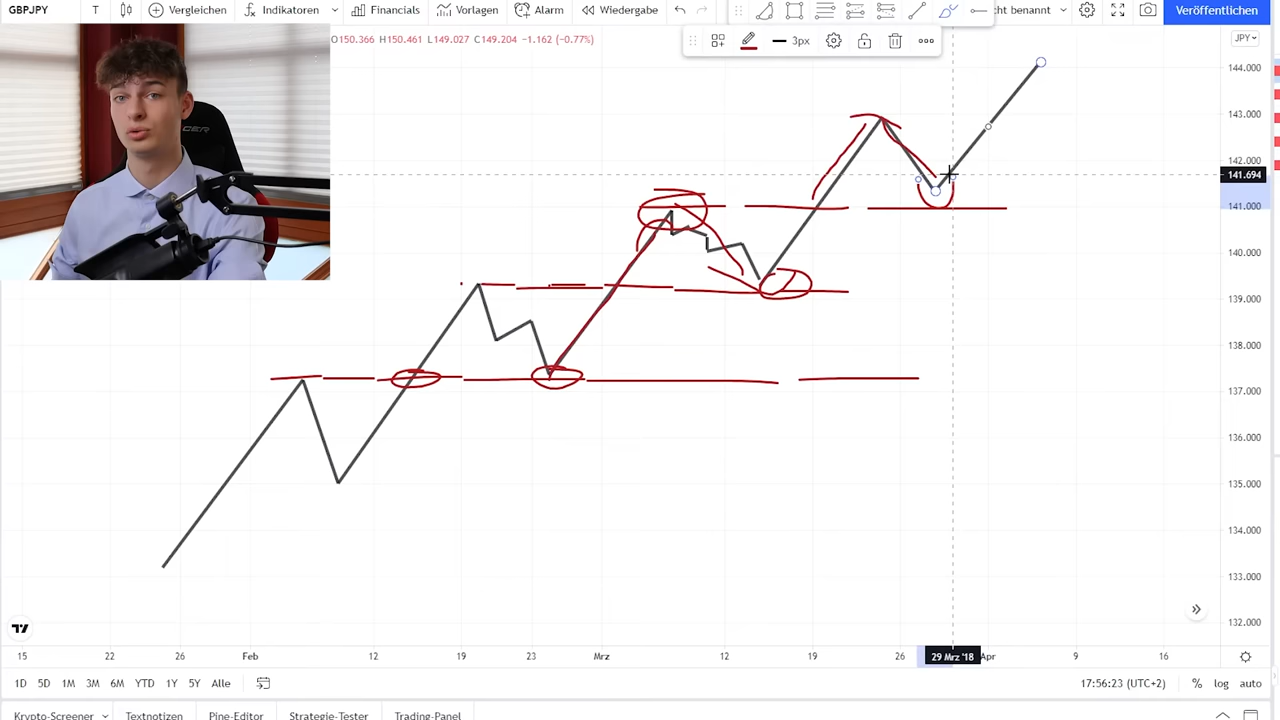 GBPJPY T Vergleichen Indikatoren Financials Vorlagen Alarm Wiedergabe cht benannt Veröffentlichen
O150.366 H150.461 L149.027 C149.204 −1.162 (−0.77%)
3px
JPY
144.000
143.000
142.000
141.694
141.000
140.000
139.000
138.000
137.000
136.000
135.000
134.000
133.000
132.000
15 22 26 Feb 12 19 23 Mrz 12 19 26 29 Mrz '18 Apr 9 16
1D 5D 1M 3M 6M YTD 1Y 5Y Alle 17:56:23 (UTC+2) % log auto
Krypto-Screener Textnotizen Pine-Editor Strategie-Tester Trading-Panel